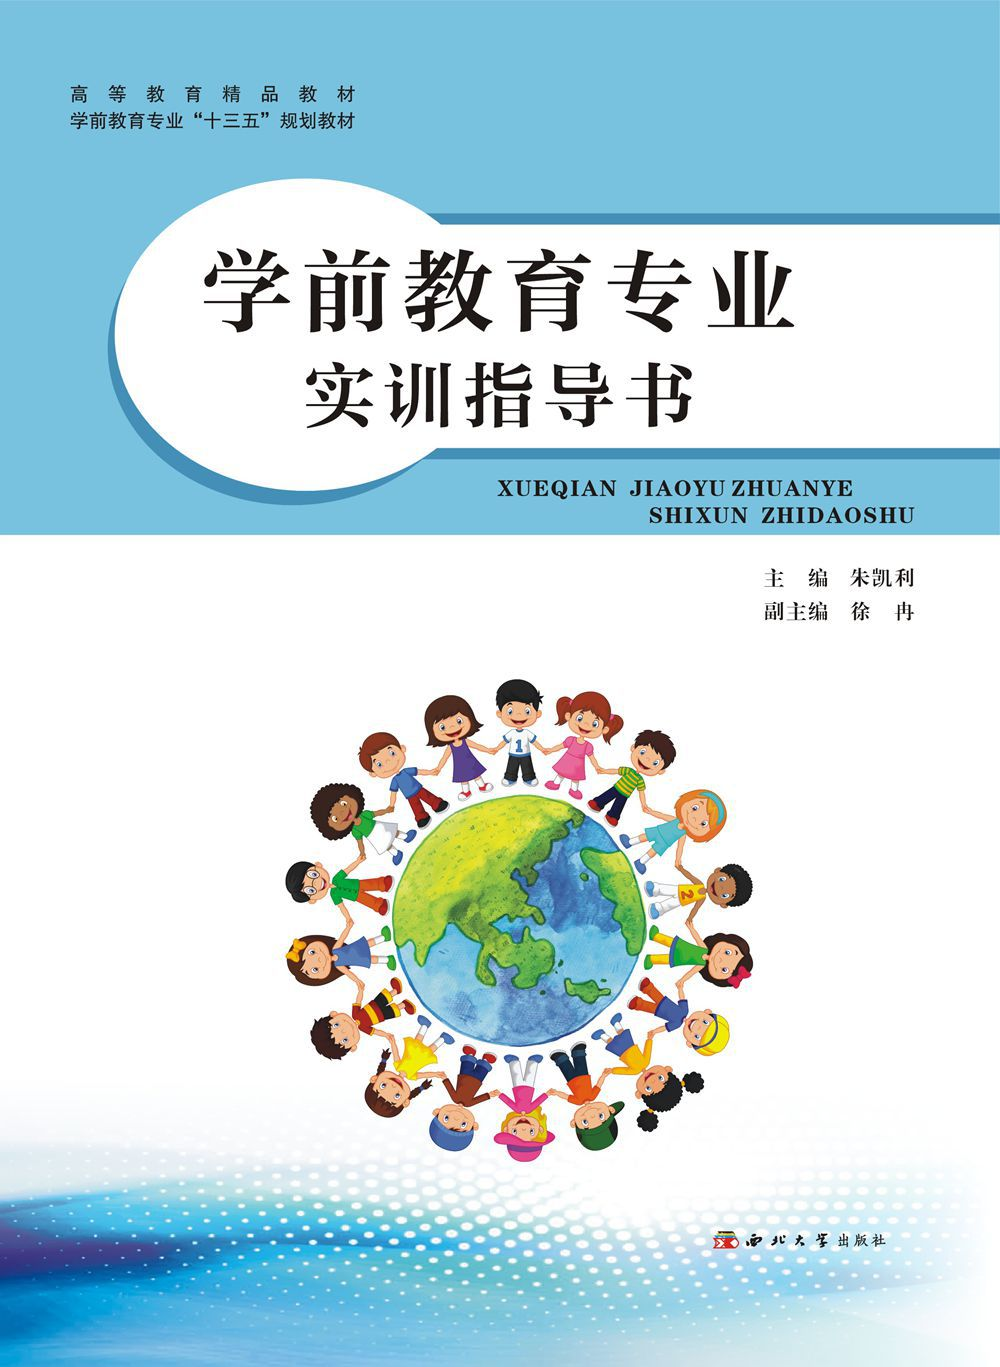 高等教育精品教材
学前教育专业“十三五”规划教材
学前教育专业
实训指导书
XUEQIAN JIAOYU ZHUANYE
SHIXUN ZHIDAOSHU
主 编 朱凯利
副主编 徐 冉
1
2
西北大学出版社